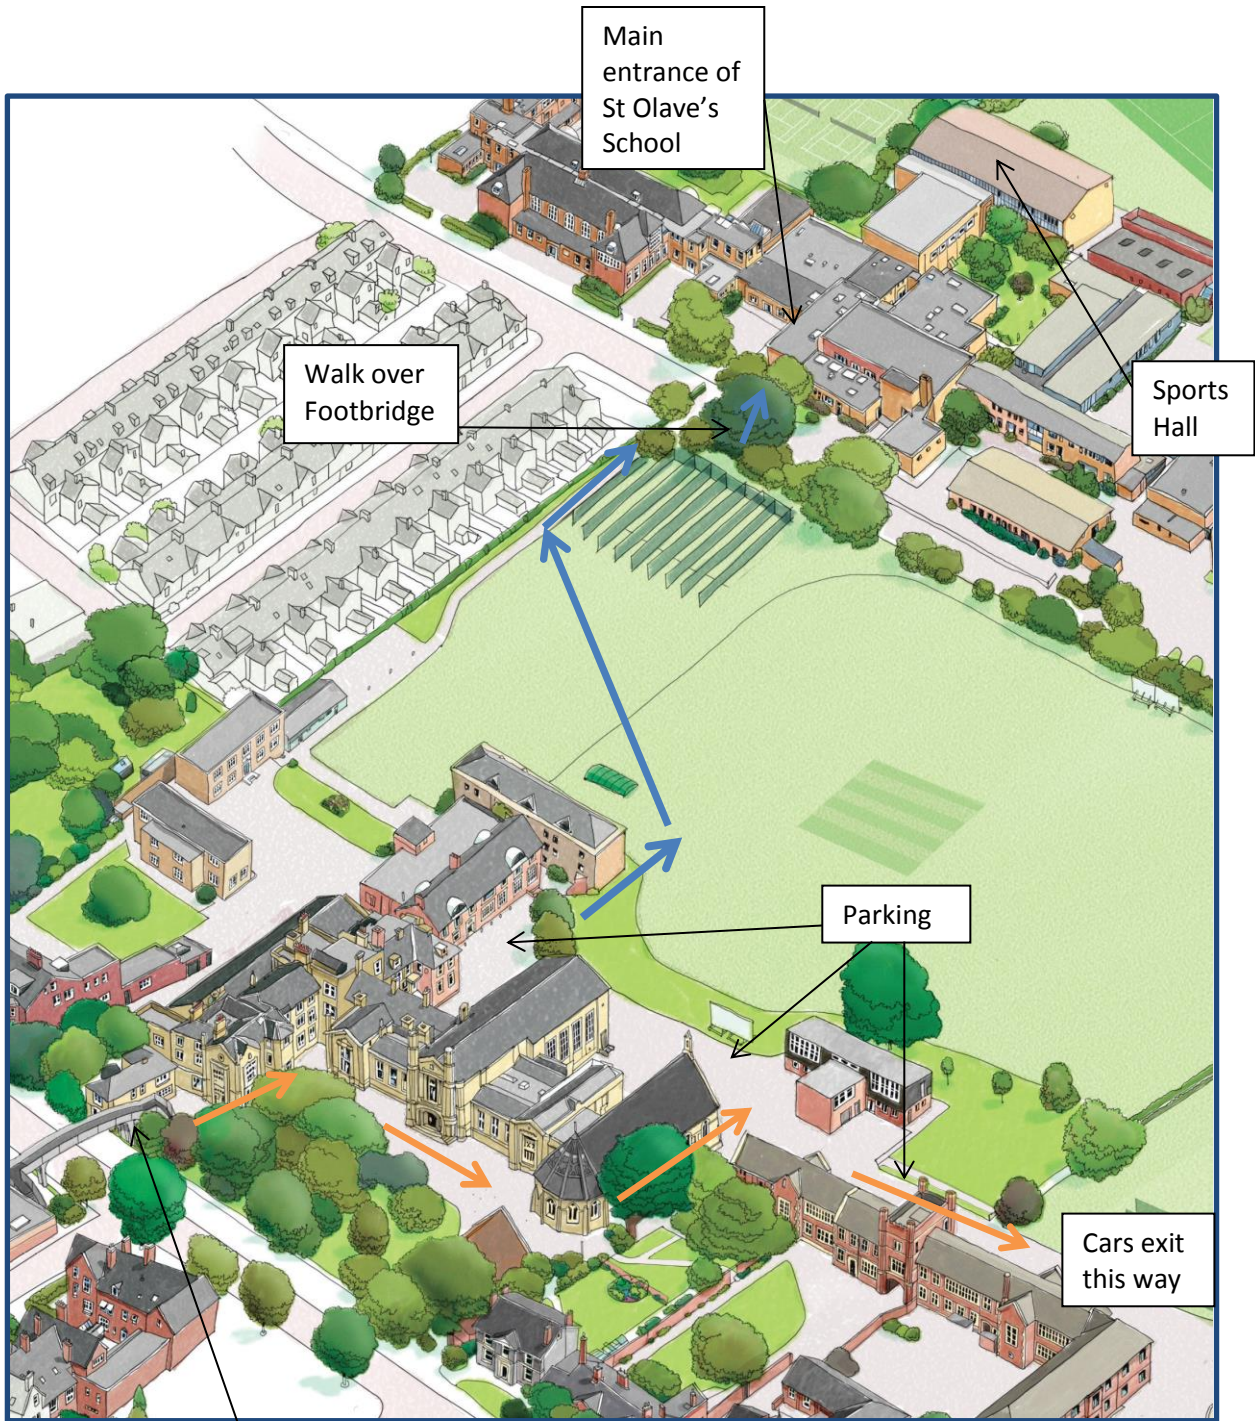 Main
entrance of
St Olave’s
School
Walk over
Footbridge
Sports
Hall
Parking
Cars exit
this way